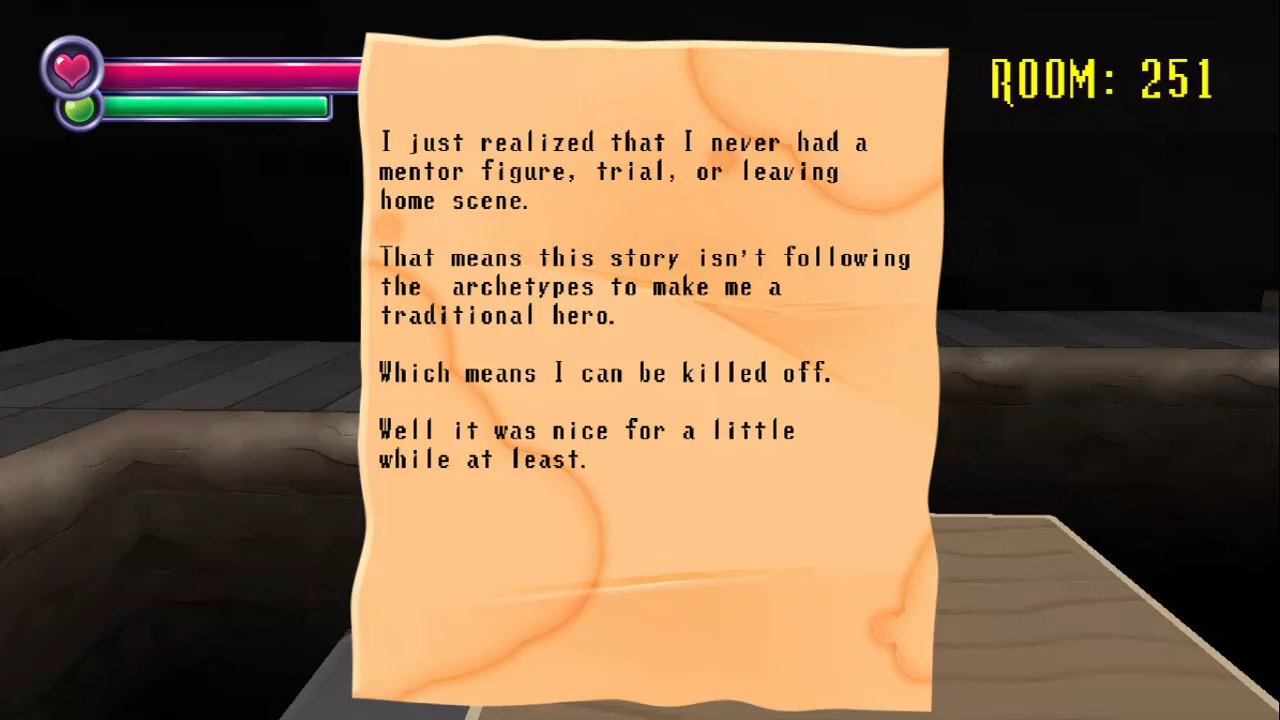 ROOM: 251
I just realized that I never had a
mentor figure, trial, or leaving
home scene.
That means this story isn't following
the  archetypes to make me a
traditional hero.
Which means I can be killed off.
Well it was nice for a little
while at least.